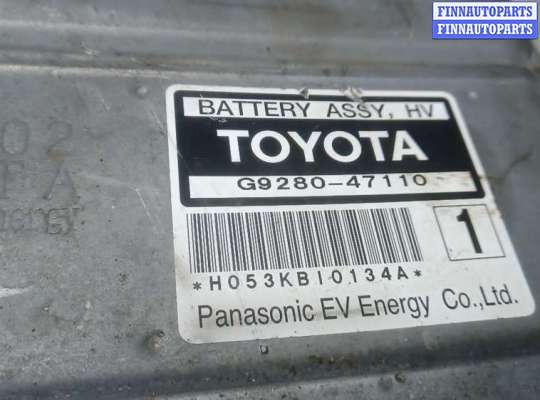 FINNAUTOPARTS
FINNAUTOPARTS
BATTERY ASSY, HV
TOYOTA
G9280-47110
1
*H053KBI0134A*
Panasonic EV Energy Co.,Ltd.